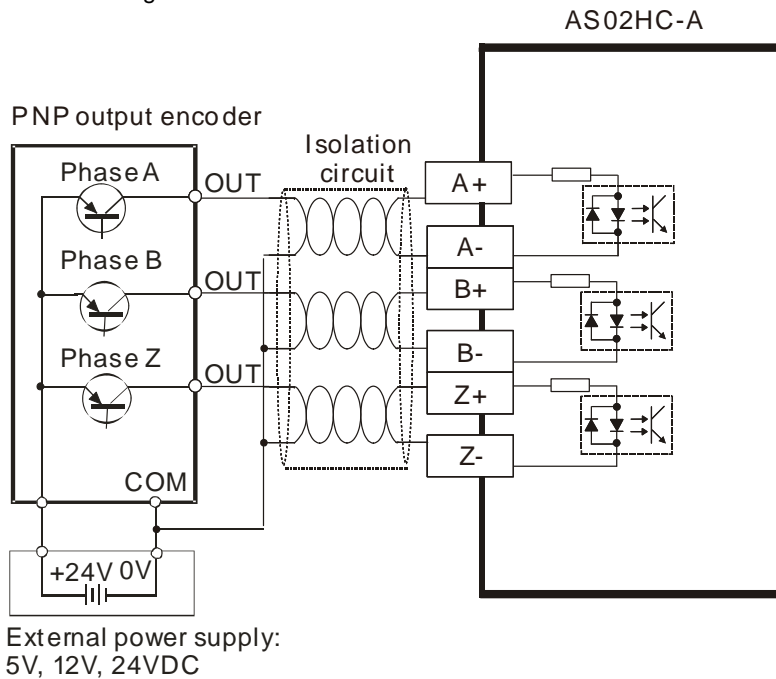 AS02HC-A
PNP output encoder
Isolation
circuit
Phase A
OUT
A+
A-
Phase B
OUT
B+
B-
Phase Z
OUT
Z+
Z-
COM
+24V 0V
External power supply:
5V, 12V, 24VDC